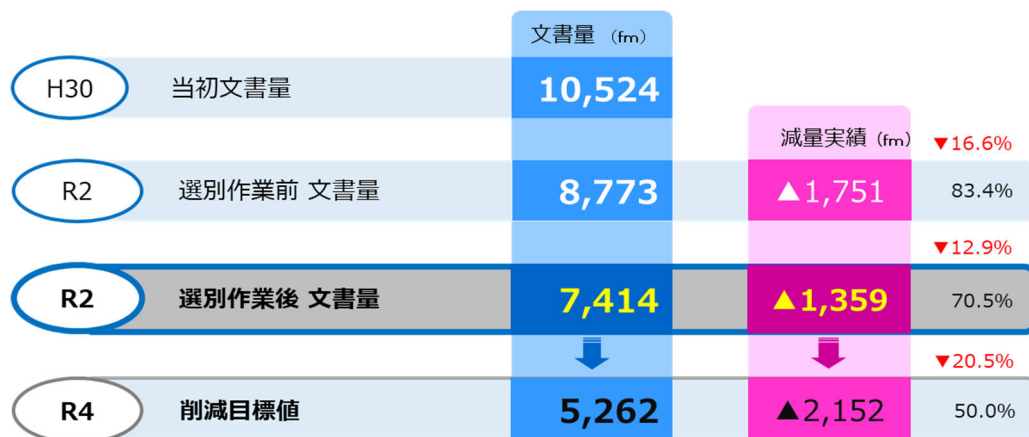 文書量 （fm）
H30 当初文書量 10,524
減量実績（fm） ▼16.6%
R2 選別作業前 文書量 8,773 ▲1,751 83.4%
▼12.9%
R2 選別作業後 文書量 7,414 ▲1,359 70.5%
▼20.5%
R4 削減目標値 5,262 ▲2,152 50.0%